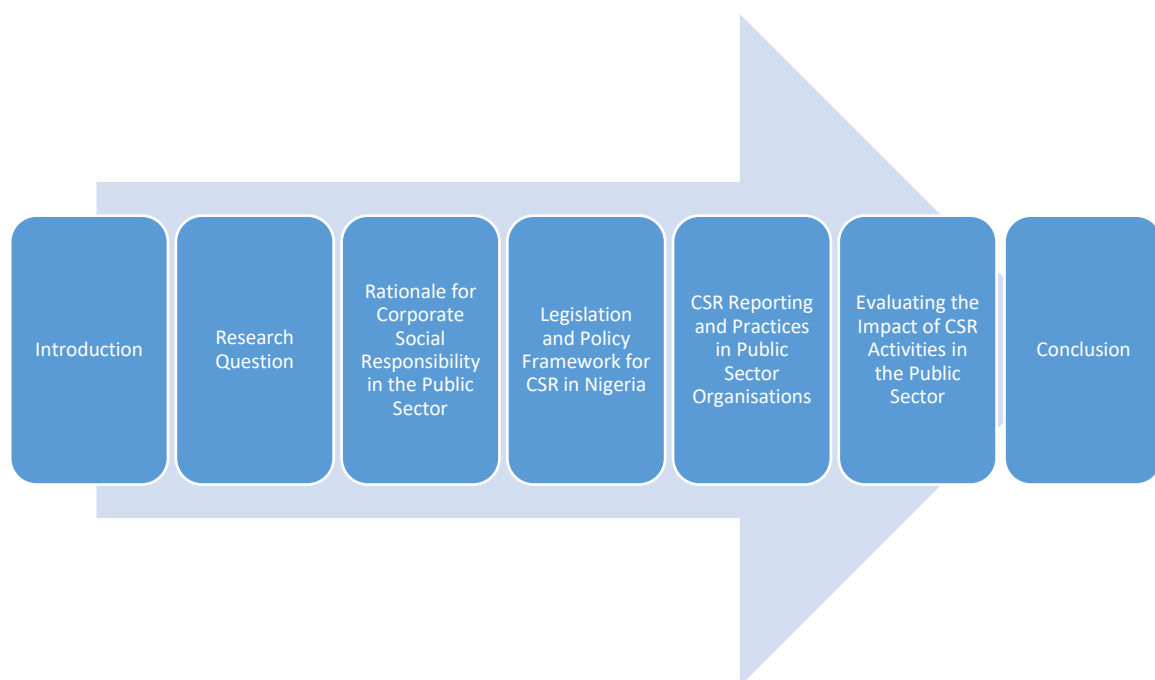 Introduction
Research
Question
Rationale for
Corporate
Social
Responsibility
in the Public
Sector
Legislation
and Policy
Framework for
CSR in Nigeria
CSR Reporting
and Practices
in Public
Sector
Organisations
Evaluating the
Impact of CSR
Activities in
the Public
Sector
Conclusion